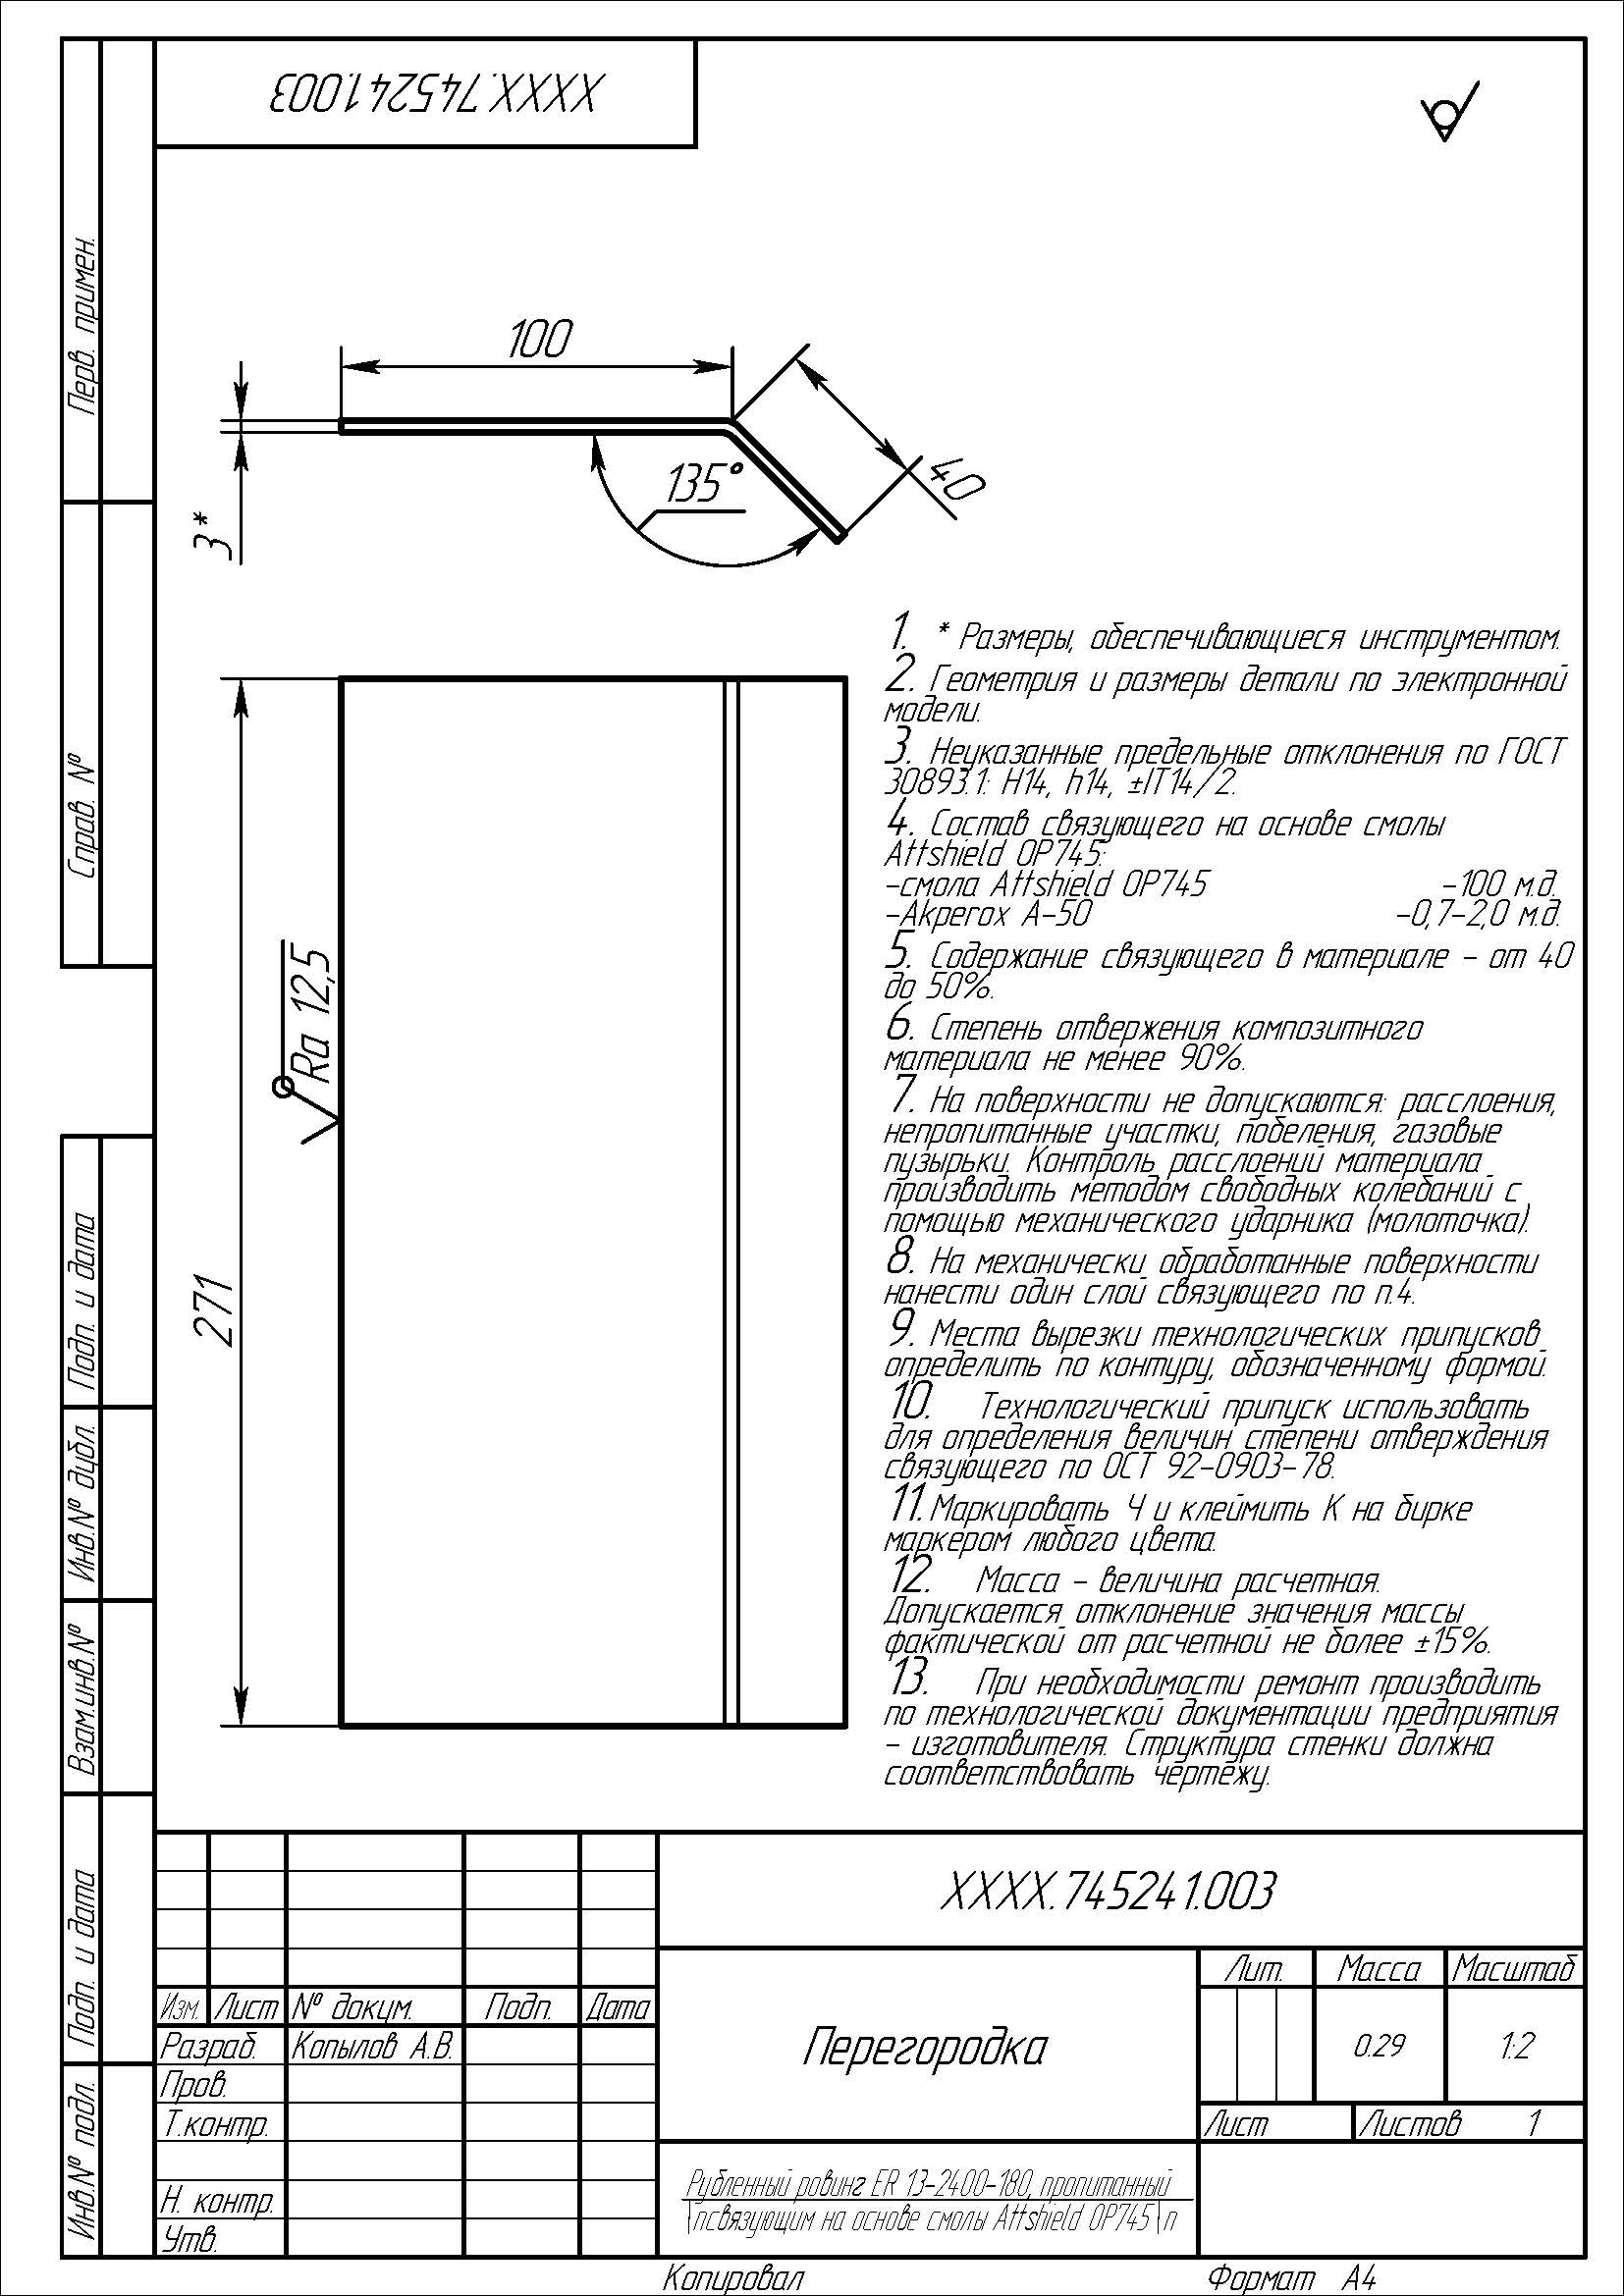 XXXX.745241.003
Перв. примен.
Справ. №
Подп. и дата
Инв.№ дубл.
Взам.инв.№
Подп. и дата
Инв.№ подл.
100
40
135°
3*
271
Ra 12,5
1. * Размеры, обеспечивающиеся инструментом.
2. Геометрия и размеры детали по электронной
модели.
3. Неуказанные предельные отклонения по ГОСТ
30893.1: H14, h14, ±IT14/2.
4. Состав связующего на основе смолы
Attshield OP745:
-смола Attshield OP745 -100 м.д.
-Akperox A-50 -0,7-2,0 м.д.
5. Содержание связующего в материале - от 40
до 50%.
6. Степень отвержения композитного
материала не менее 90%.
7. На поверхности не допускаются: расслоения,
непропитанные участки, побеления, газовые
пузырьки. Контроль расслоений материала
производить методом свободных колебаний с
помощью механического ударника (молоточка).
8. На механически обработанные поверхности
нанести один слой связующего по п.4.
9. Места вырезки технологических припусков
определить по контуру, обозначенному формой.
10. Технологический припуск использовать
для определения величин степени отверждения
связующего по ОСТ 92-0903-78.
11. Маркировать Ч и клеймить К на бирке
маркером любого цвета.
12. Масса - величина расчетная.
Допускается отклонение значения массы
фактической от расчетной не более ±15%.
13. При необходимости ремонт производить
по технологической документации предприятия
- изготовителя. Структура стенки должна
соответствовать чертежу.
XXXX.745241.003
Изм. Лист № докум. Подп. Дата
Разраб. Копылов А.В.
Пров.
Т.контр.
Н. контр.
Утв.
Перегородка
Лит. Масса Масштаб
0.29 1:2
Лист Листов 1
Рубленный ровинг ER 13-2400-180, пропитанный
\nсвязующим на основе смолы Attshield OP745\n
Копировал Формат А4